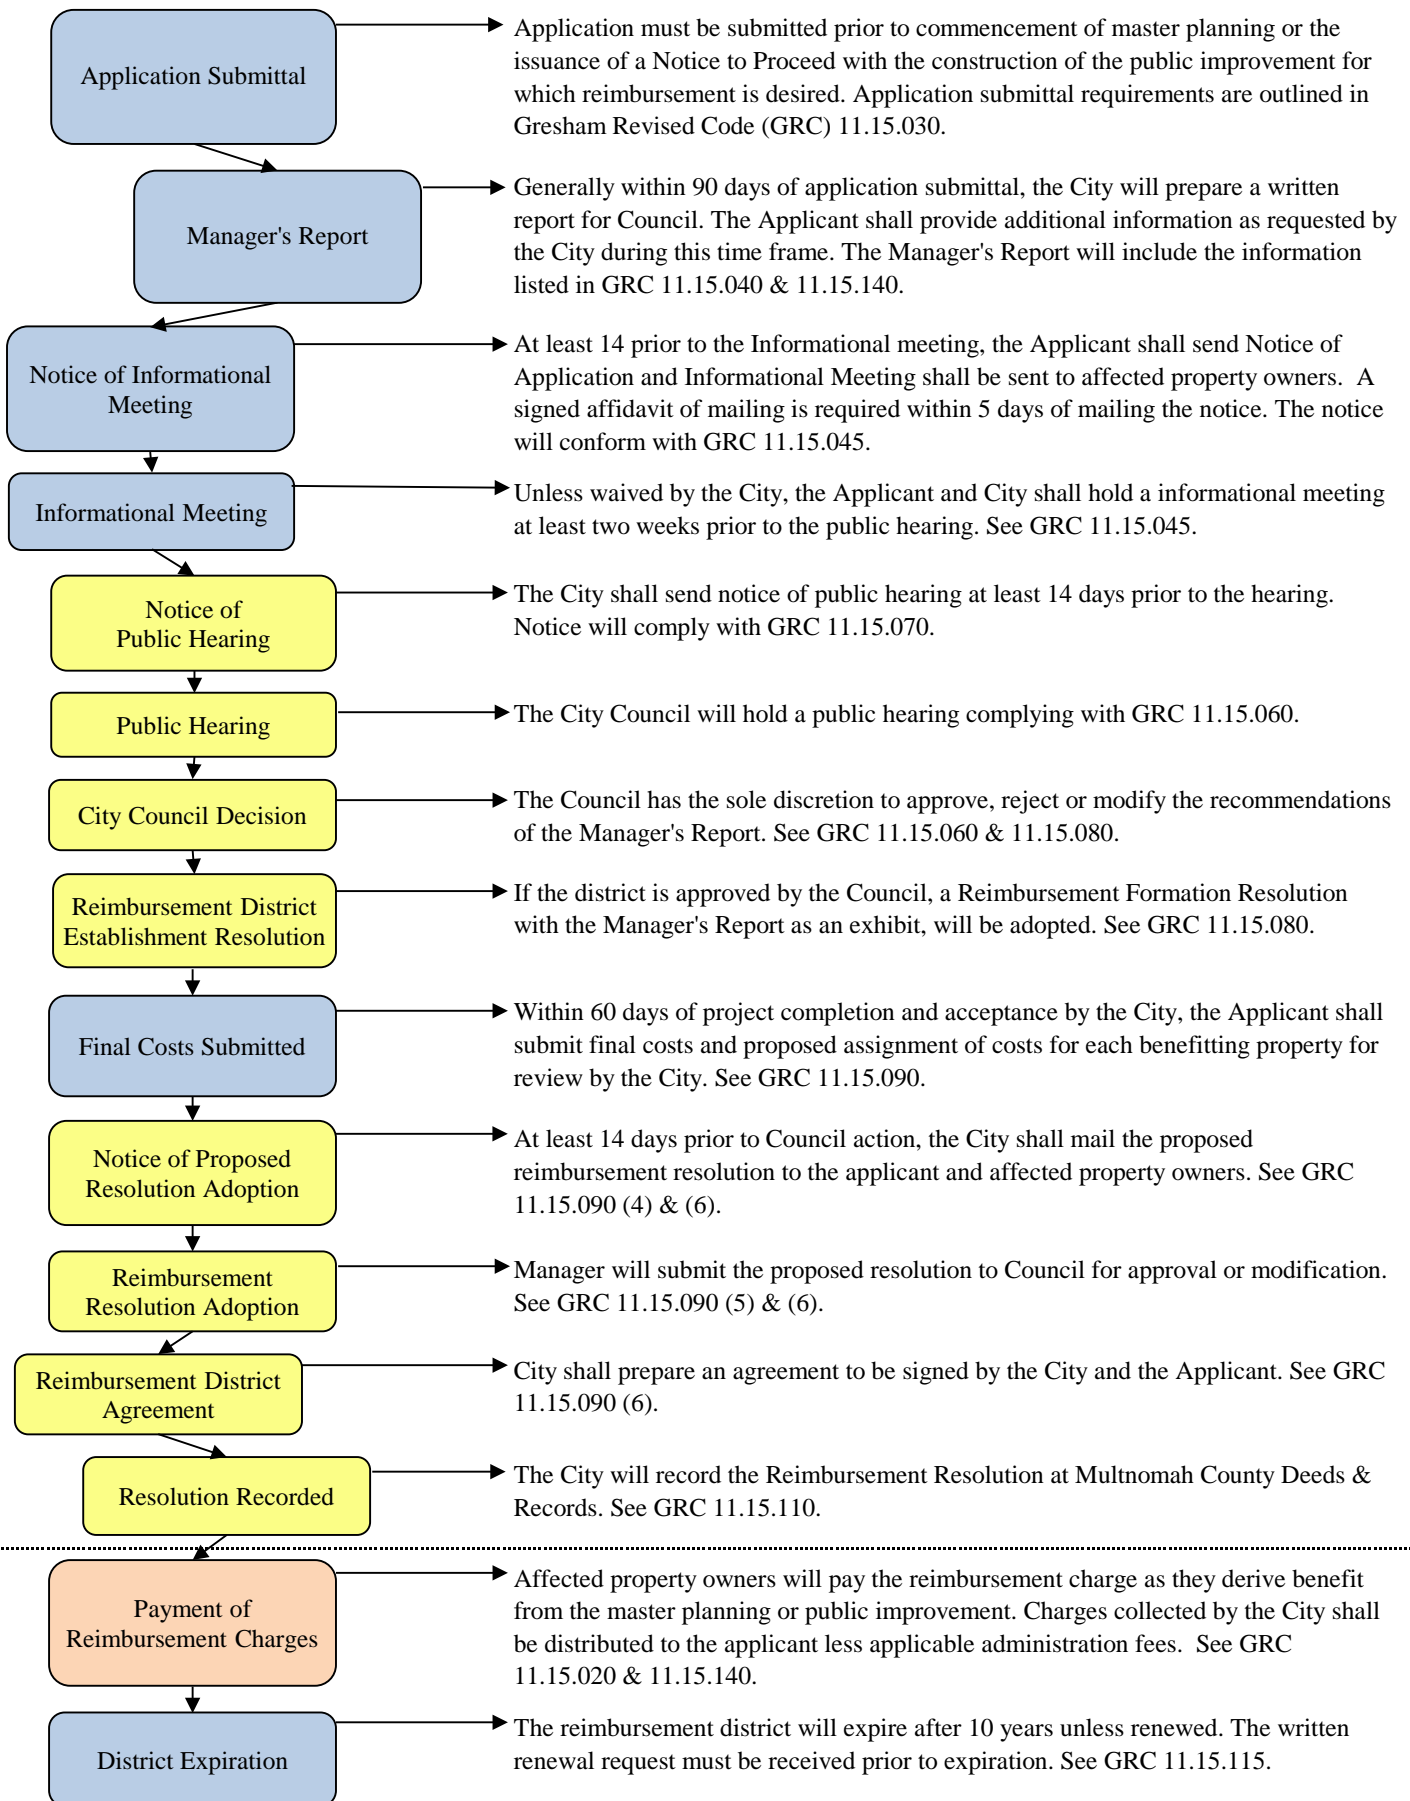 Application Submittal
Application must be submitted prior to commencement of master planning or the
issuance of a Notice to Proceed with the construction of the public improvement for
which reimbursement is desired. Application submittal requirements are outlined in
Gresham Revised Code (GRC) 11.15.030.
Manager's Report
Generally within 90 days of application submittal, the City will prepare a written
report for Council. The Applicant shall provide additional information as requested by
the City during this time frame. The Manager's Report will include the information
listed in GRC 11.15.040 & 11.15.140.
Notice of Informational
Meeting
At least 14 prior to the Informational meeting, the Applicant shall send Notice of
Application and Informational Meeting shall be sent to affected property owners.  A
signed affidavit of mailing is required within 5 days of mailing the notice. The notice
will conform with GRC 11.15.045.
Informational Meeting
Unless waived by the City, the Applicant and City shall hold a informational meeting
at least two weeks prior to the public hearing. See GRC 11.15.045.
Notice of
Public Hearing
The City shall send notice of public hearing at least 14 days prior to the hearing.
Notice will comply with GRC 11.15.070.
Public Hearing
The City Council will hold a public hearing complying with GRC 11.15.060.
City Council Decision
The Council has the sole discretion to approve, reject or modify the recommendations
of the Manager's Report. See GRC 11.15.060 & 11.15.080.
Reimbursement District
Establishment Resolution
If the district is approved by the Council, a Reimbursement Formation Resolution
with the Manager's Report as an exhibit, will be adopted. See GRC 11.15.080.
Final Costs Submitted
Within 60 days of project completion and acceptance by the City, the Applicant shall
submit final costs and proposed assignment of costs for each benefitting property for
review by the City. See GRC 11.15.090.
Notice of Proposed
Resolution Adoption
At least 14 days prior to Council action, the City shall mail the proposed
reimbursement resolution to the applicant and affected property owners. See GRC
11.15.090 (4) & (6).
Reimbursement
Resolution Adoption
Manager will submit the proposed resolution to Council for approval or modification.
See GRC 11.15.090 (5) & (6).
Reimbursement District
Agreement
City shall prepare an agreement to be signed by the City and the Applicant. See GRC
11.15.090 (6).
Resolution Recorded
The City will record the Reimbursement Resolution at Multnomah County Deeds &
Records. See GRC 11.15.110.
Payment of
Reimbursement Charges
Affected property owners will pay the reimbursement charge as they derive benefit
from the master planning or public improvement. Charges collected by the City shall
be distributed to the applicant less applicable administration fees.  See GRC
11.15.020 & 11.15.140.
District Expiration
The reimbursement district will expire after 10 years unless renewed. The written
renewal request must be received prior to expiration. See GRC 11.15.115.